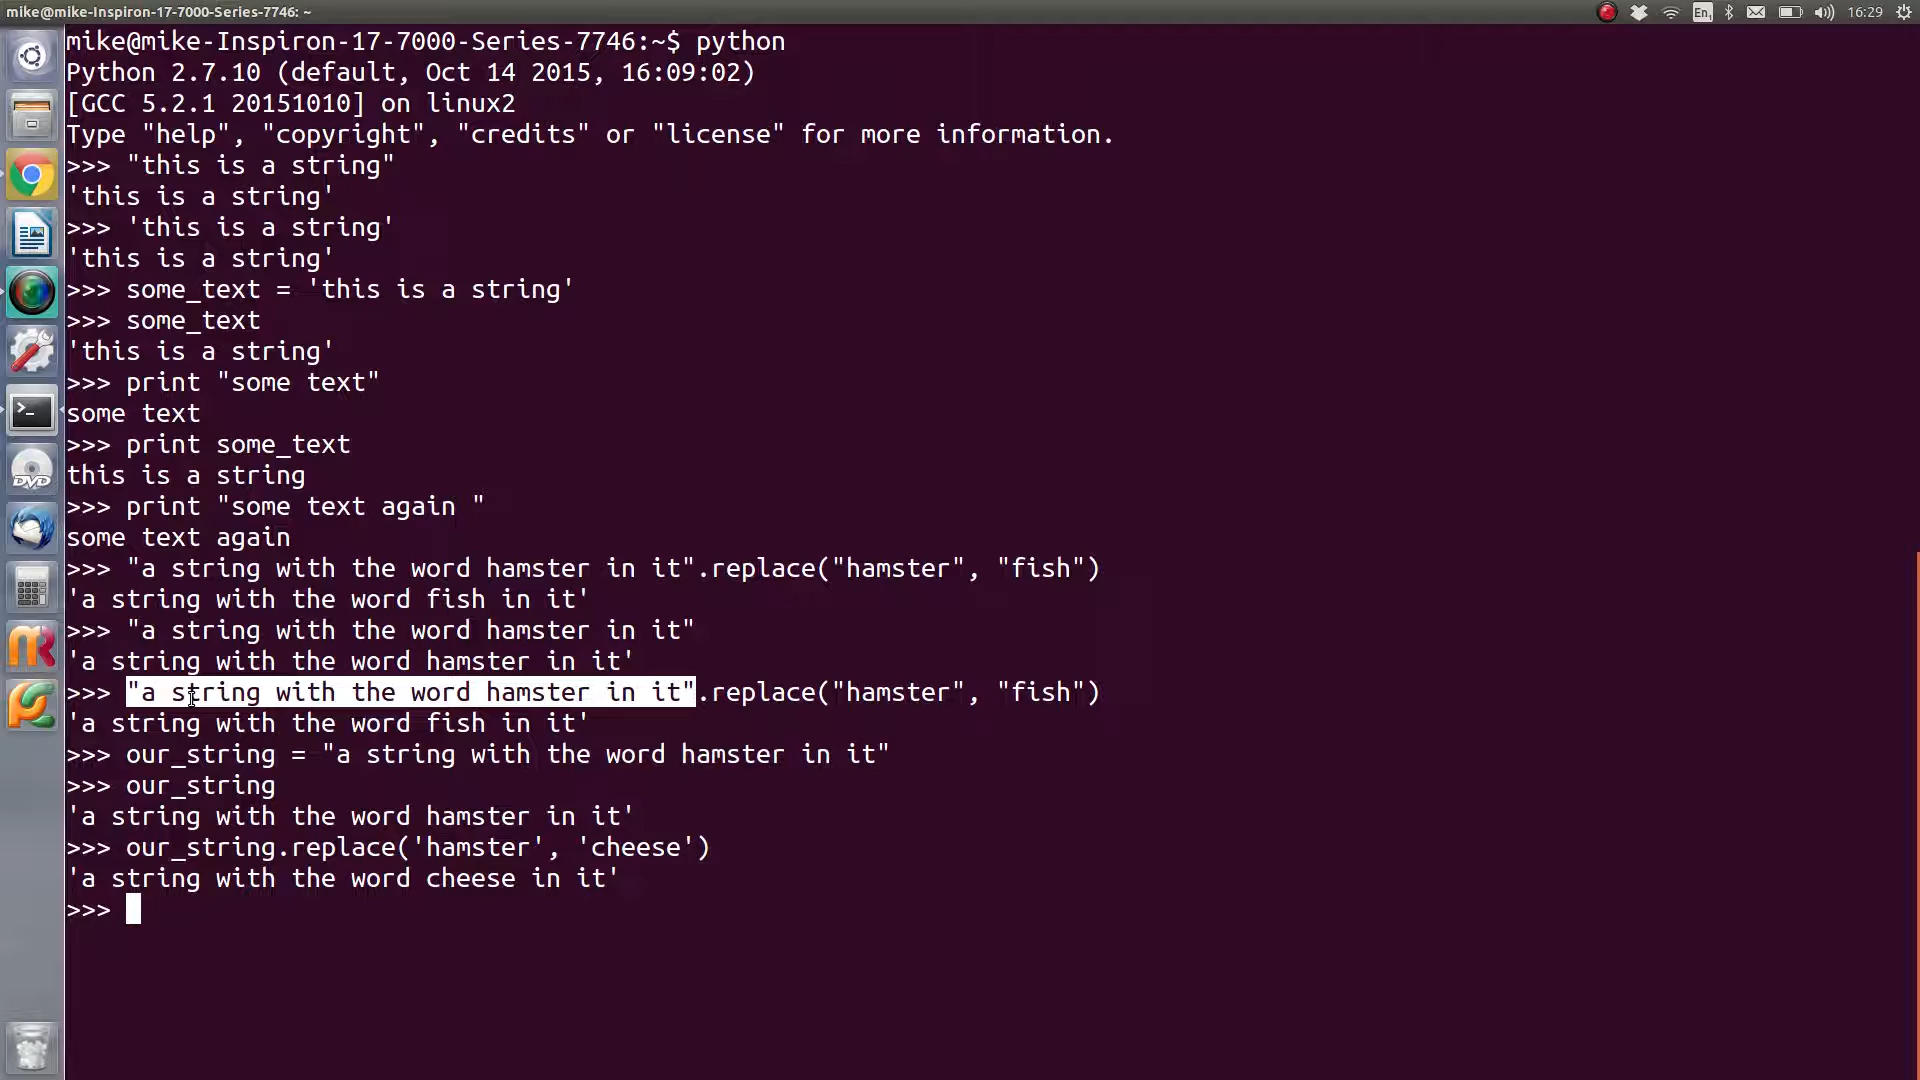 mike@mike-Inspiron-17-7000-Series-7746: ~
En1
16:29
mike@mike-Inspiron-17-7000-Series-7746:~$ python
Python 2.7.10 (default, Oct 14 2015, 16:09:02)
[GCC 5.2.1 20151010] on linux2
Type "help", "copyright", "credits" or "license" for more information.
>>> "this is a string"
'this is a string'
>>> 'this is a string'
'this is a string'
>>> some_text = 'this is a string'
>>> some_text
'this is a string'
>>> print "some text"
some text
>>> print some_text
this is a string
>>> print "some text again "
some text again
>>> "a string with the word hamster in it".replace("hamster", "fish")
'a string with the word fish in it'
>>> "a string with the word hamster in it"
'a string with the word hamster in it'
>>> "a string with the word hamster in it".replace("hamster", "fish")
'a string with the word fish in it'
>>> our_string = "a string with the word hamster in it"
>>> our_string
'a string with the word hamster in it'
>>> our_string.replace('hamster', 'cheese')
'a string with the word cheese in it'
>>>
DVD